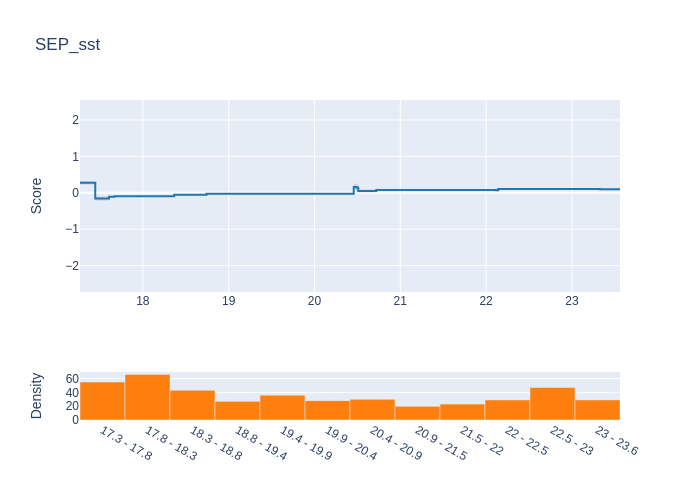 SEP_sst
Score
2
1
0
−1
−2
18 19 20 21 22 23
Density
60
40
20
0
17.3 - 17.8
17.8 - 18.3
18.3 - 18.8
18.8 - 19.4
19.4 - 19.9
19.9 - 20.4
20.4 - 20.9
20.9 - 21.5
21.5 - 22
22 - 22.5
22.5 - 23
23 - 23.6